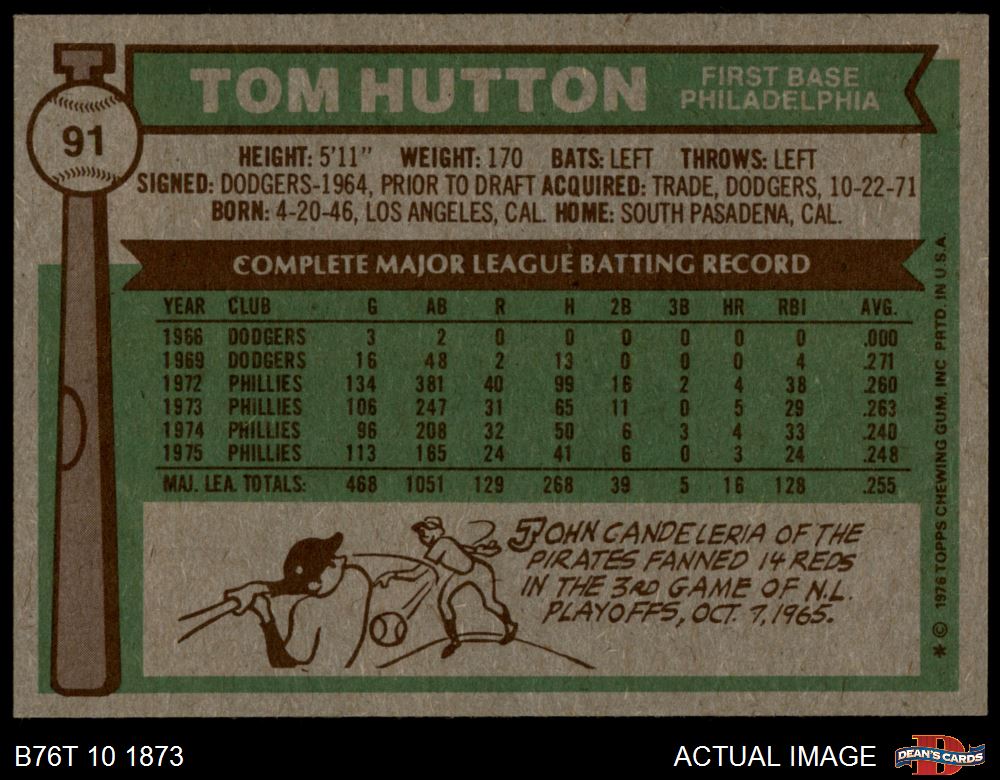 TOM HUTTON
FIRST BASE
PHILADELPHIA
91
HEIGHT: 5'11" WEIGHT: 170 BATS: LEFT THROWS: LEFT
SIGNED: DODGERS-1964, PRIOR TO DRAFT ACQUIRED: TRADE, DODGERS, 10-22-71
BORN: 4-20-46, LOS ANGELES, CAL. HOME: SOUTH PASADENA, CAL.
COMPLETE MAJOR LEAGUE BATTING RECORD
YEAR CLUB G AB R H 2B 3B HR RBI AVG.
1966 DODGERS 3 2 0 0 0 0 0 0 .000
1969 DODGERS 16 48 2 13 0 0 0 4 .271
1972 PHILLIES 134 381 40 99 16 2 4 38 .260
1973 PHILLIES 106 247 31 65 11 0 5 29 .263
1974 PHILLIES 96 208 32 50 6 3 4 33 .240
1975 PHILLIES 113 165 24 41 6 0 3 24 .248
MAJ. LEA. TOTALS: 468 1051 129 268 39 5 16 128 .255
JOHN CANDELERIA OF THE
PIRATES FANNED 14 REDS
IN THE 3RD GAME OF N.L.
PLAYOFFS, OCT. 7, 1965.
* © 1976 TOPPS CHEWING GUM, INC PRTD. IN U.S.A.
B76T 10 1873
ACTUAL IMAGE
DEAN'S CARDS